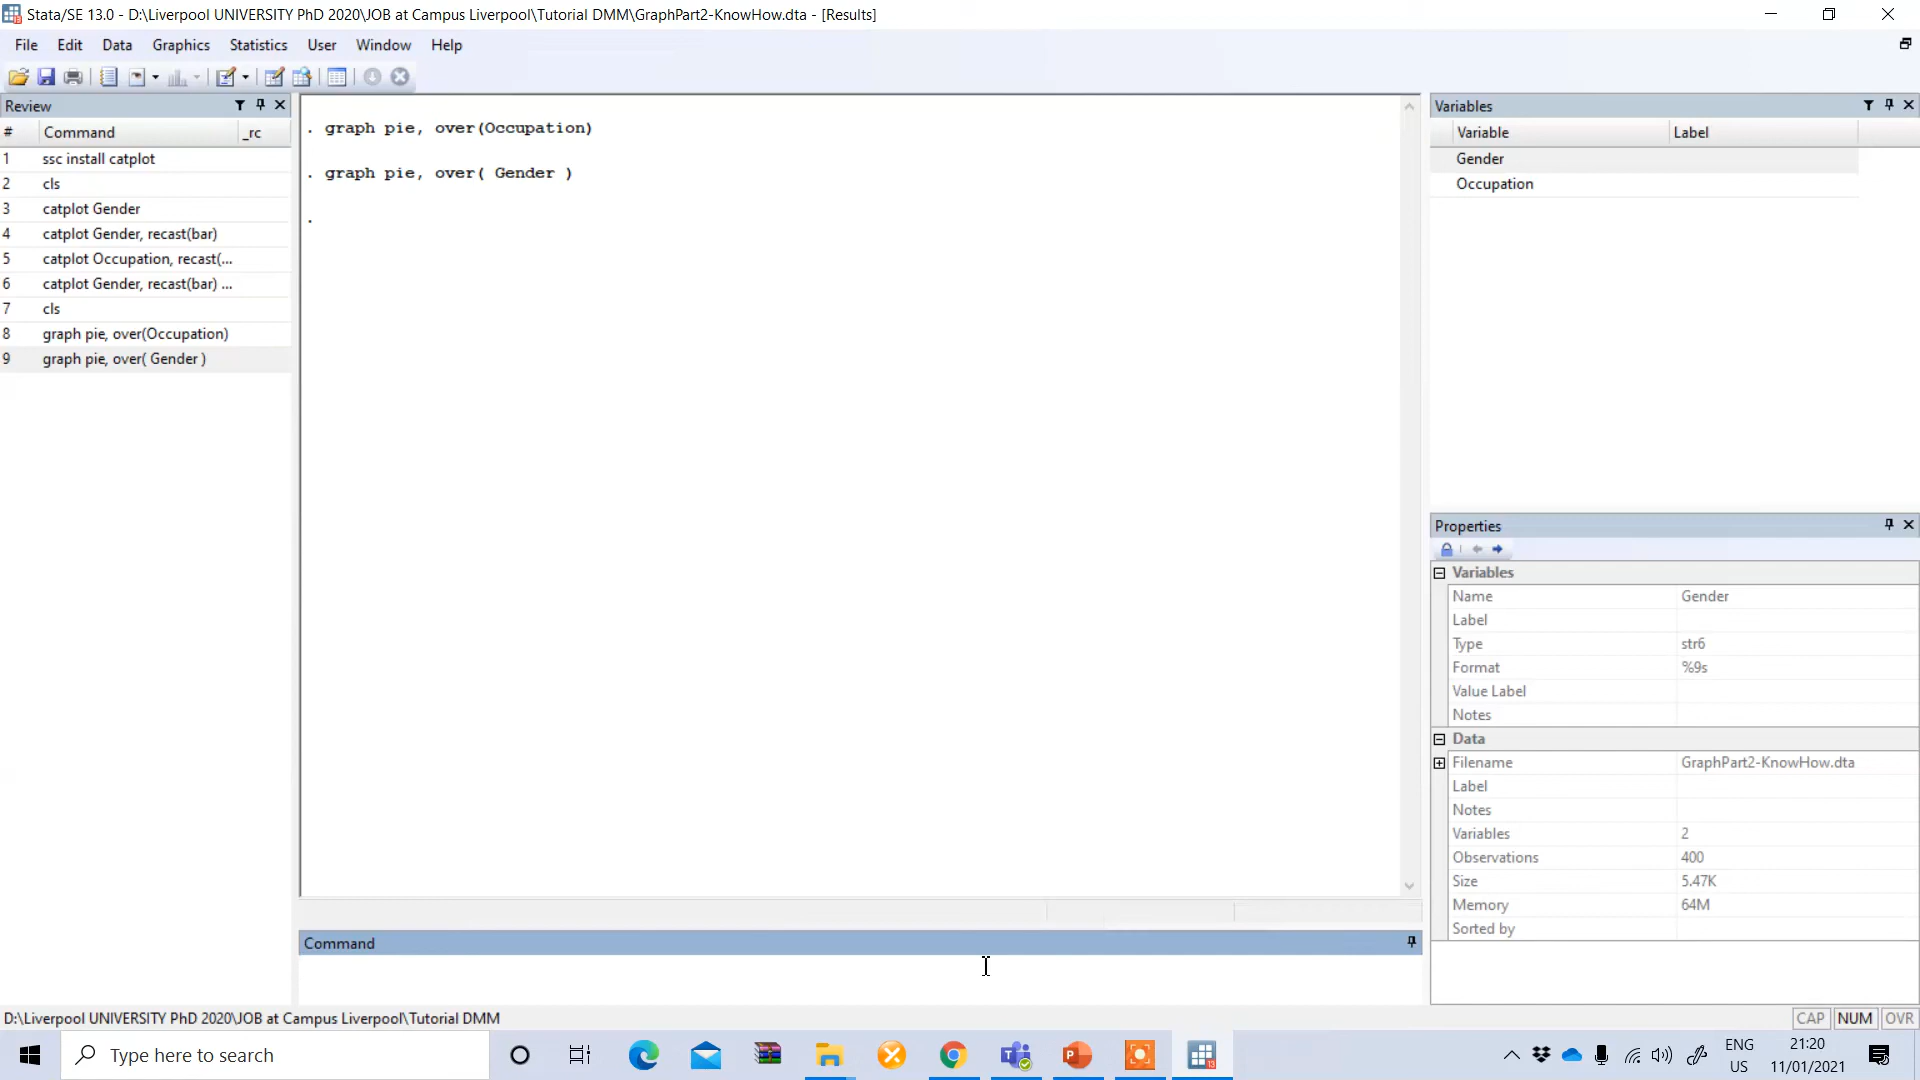 Stata/SE 13.0 - D:\Liverpool UNIVERSITY PhD 2020\JOB at Campus Liverpool\Tutorial DMM\GraphPart2-KnowHow.dta - [Results]
File Edit Data Graphics Statistics User Window Help
Review
# Command _rc
1 ssc install catplot
2 cls
3 catplot Gender
4 catplot Gender, recast(bar)
5 catplot Occupation, recast(...
6 catplot Gender, recast(bar) ...
7 cls
8 graph pie, over(Occupation)
9 graph pie, over( Gender )
. graph pie, over(Occupation)
. graph pie, over( Gender )
.
Command
Variables
Variable Label
Gender
Occupation
Properties
Variables
Name Gender
Label
Type str6
Format %9s
Value Label
Notes
Data
Filename GraphPart2-KnowHow.dta
Label
Notes
Variables 2
Observations 400
Size 5.47K
Memory 64M
Sorted by
D:\Liverpool UNIVERSITY PhD 2020\JOB at Campus Liverpool\Tutorial DMM
CAP NUM OVR
Type here to search
ENG
US
21:20
11/01/2021